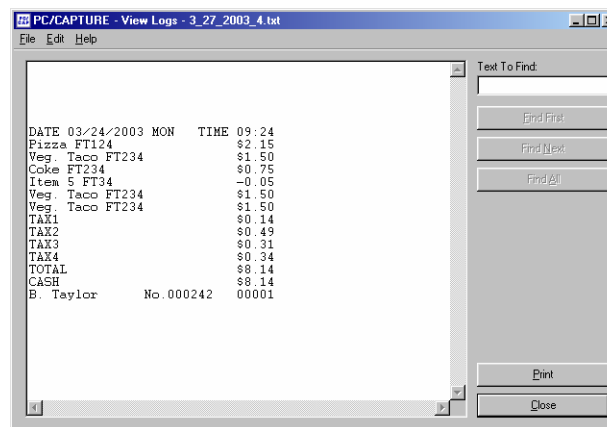 PC/CAPTURE - View Logs - 3_27_2003_4.txt
File Edit Help
Text To Find:
Find First
Find Next
Find All
DATE 03/24/2003 MON TIME 09:24
Pizza FT124 $2.15
Veg. Taco FT234 $1.50
Coke FT234 $0.75
Item 5 FT34 -0.05
Veg. Taco FT234 $1.50
Veg. Taco FT234 $1.50
TAX1 $0.14
TAX2 $0.49
TAX3 $0.31
TAX4 $0.34
TOTAL $8.14
CASH $8.14
B. Taylor No.000242 00001
Print
Close